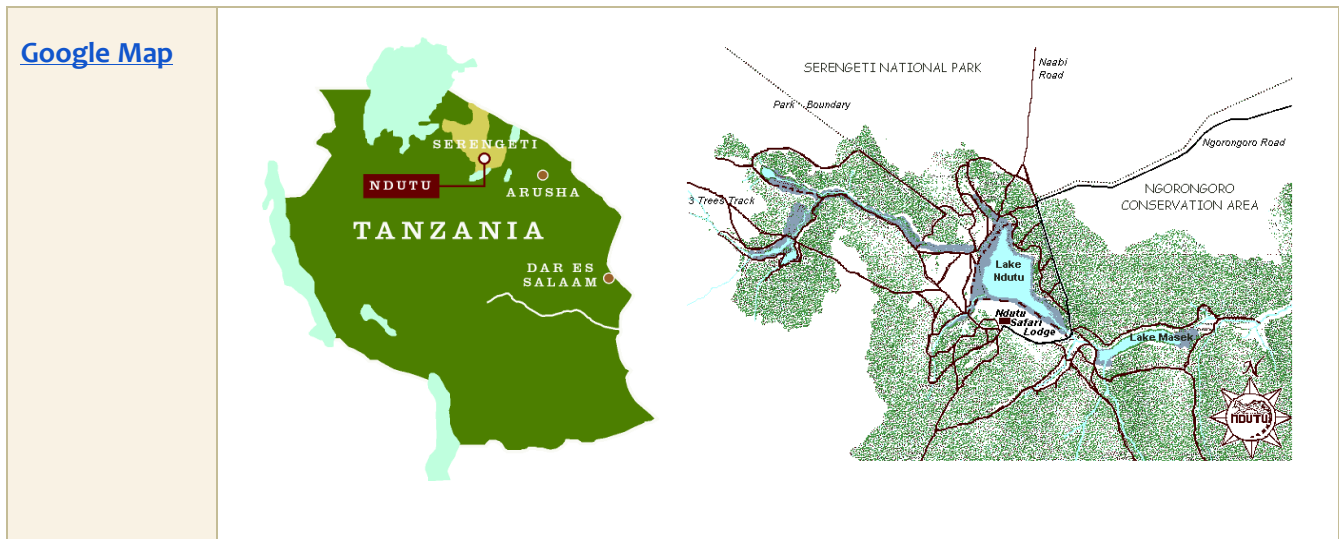 Google Map
SERENGETI
NDUTU
ARUSHA
TANZANIA
DAR ES
SALAAM
SERENGETI NATIONAL PARK
Naabi
Road
Park Boundary
Ngorongoro Road
NGORONGORO
CONSERVATION AREA
3 Trees Track
Lake
Ndutu
Ndutu
Safari
Lodge
Lake Masek
N
NDUTU